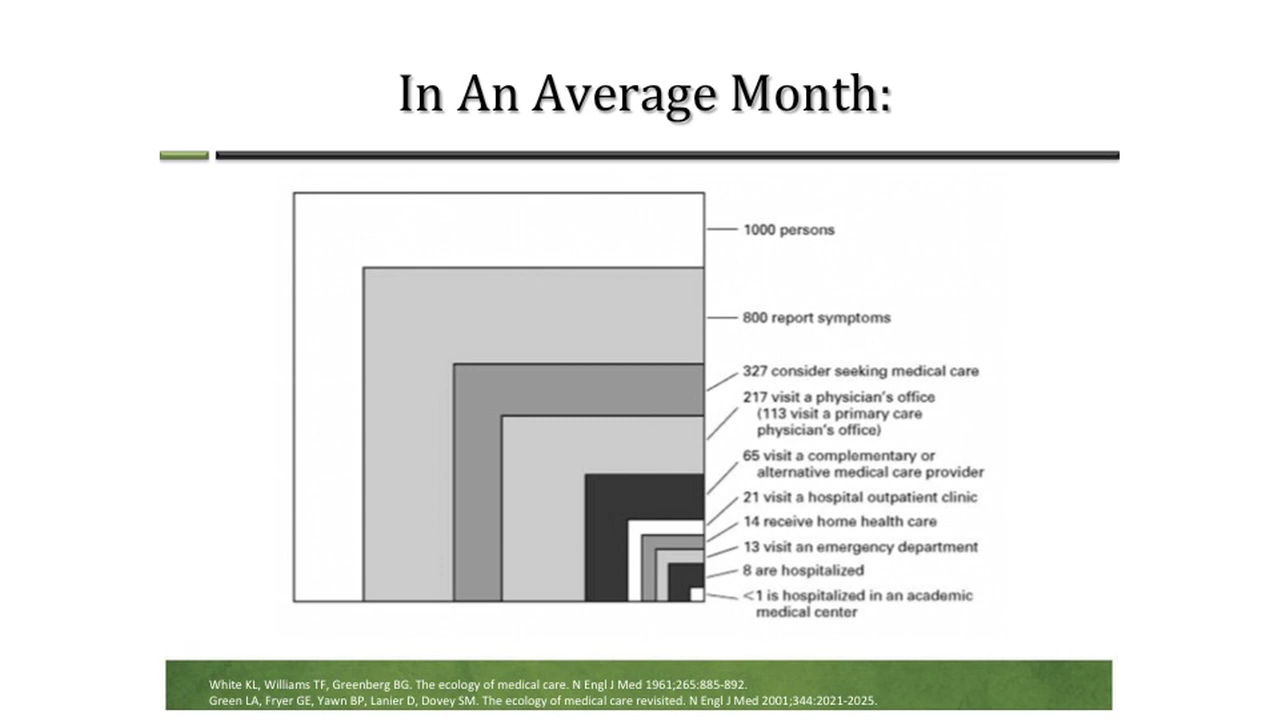 In An Average Month:
1000 persons
800 report symptoms
327 consider seeking medical care
217 visit a physician's office
(113 visit a primary care
physician's office)
65 visit a complementary or
alternative medical care provider
21 visit a hospital outpatient clinic
14 receive home health care
13 visit an emergency department
8 are hospitalized
<1 is hospitalized in an academic
medical center
White KL, Williams TF, Greenberg BG. The ecology of medical care. N Engl J Med 1961;265:885-892.
Green LA, Fryer GE, Yawn BP, Lanier D, Dovey SM. The ecology of medical care revisited. N Engl J Med 2001;344:2021-2025.